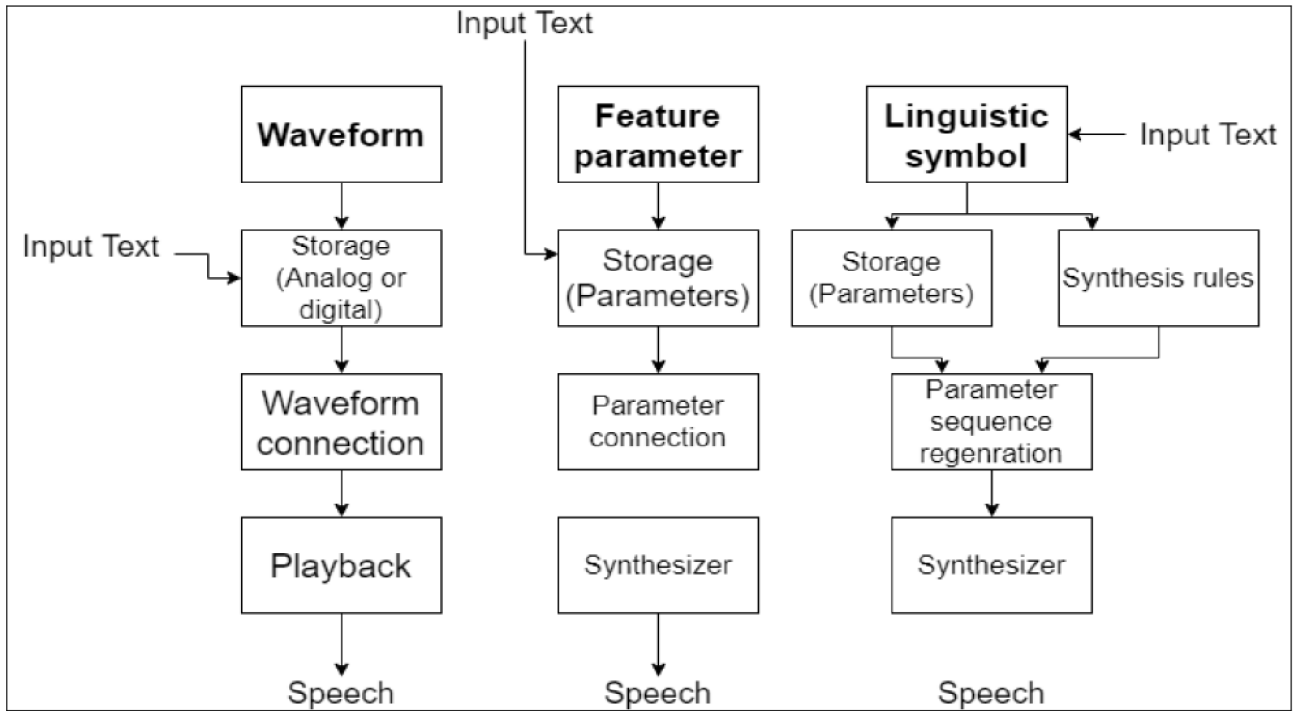 Input Text
Waveform
Feature
parameter
Linguistic
symbol
Input Text
Input Text
Storage
(Analog or
digital)
Storage
(Parameters)
Storage
(Parameters)
Synthesis rules
Waveform
connection
Parameter
connection
Parameter
sequence
regenration
Playback
Synthesizer
Synthesizer
Speech
Speech
Speech